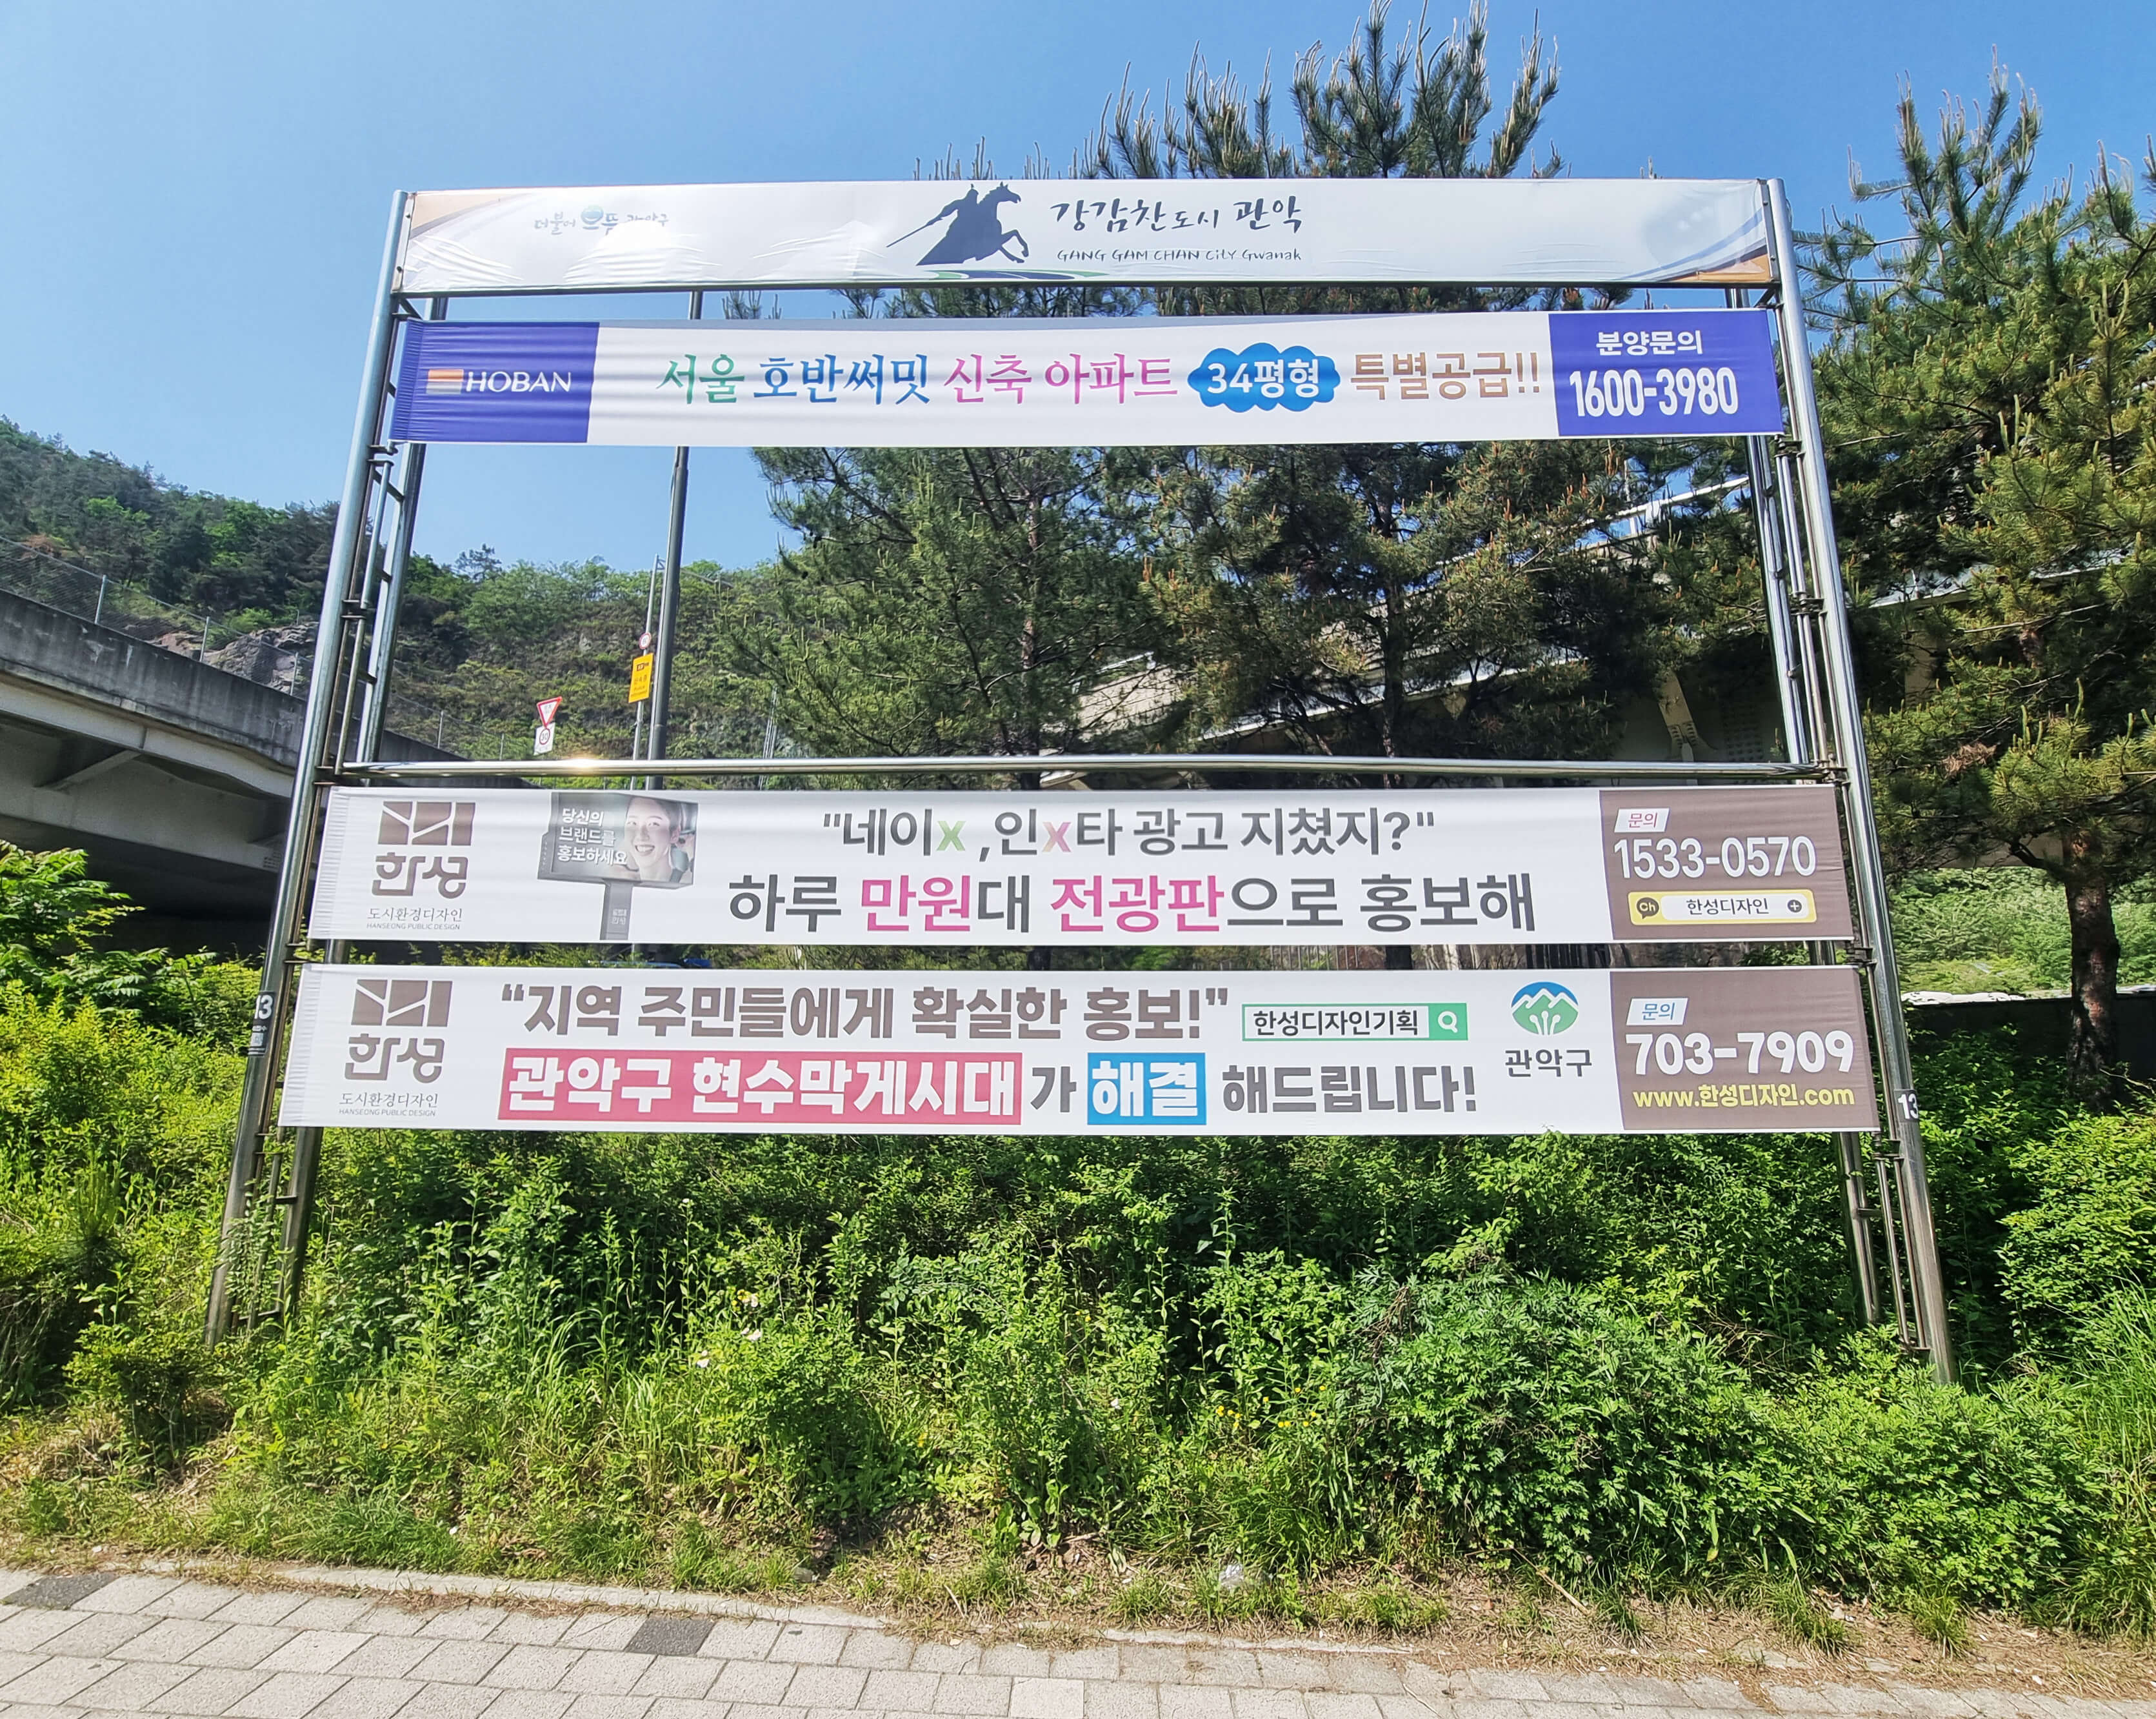 더불어 으뜸 관악구
강감찬도시 관악
GANG GAM CHAN City Gwanak
HOBAN
서울 호반써밋 신축 아파트 34평형 특별공급!!
분양문의
1600-3980
한성
도시환경디자인
HANSEONG PUBLIC DESIGN
당신의
브랜드를
홍보하세요
"네이x ,인x타 광고 지쳤지?"
하루 만원대 전광판으로 홍보해
문의
1533-0570
Ch 한성디자인 +
한성
도시환경디자인
HANSEONG PUBLIC DESIGN
“지역 주민들에게 확실한 홍보!” 한성디자인기획
관악구 현수막게시대가 해결 해드립니다!
관악구
문의
703-7909
www.한성디자인.com
13
13